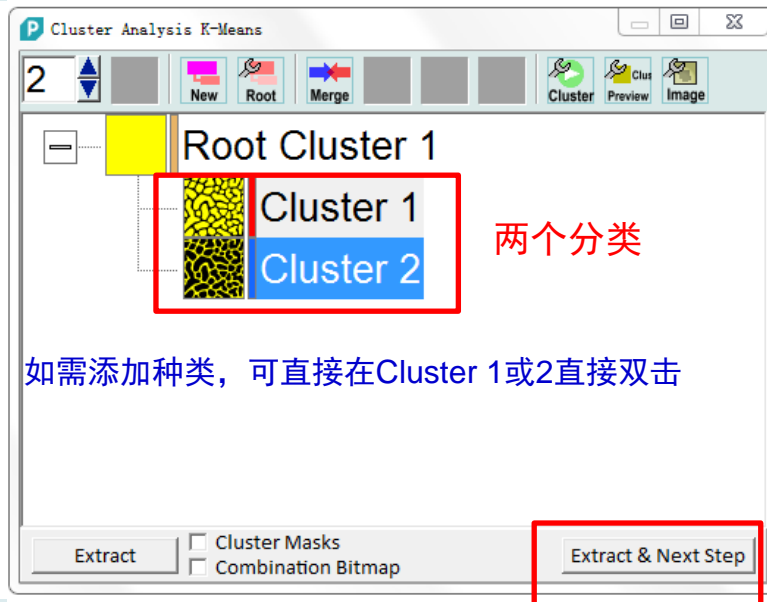 Cluster Analysis K-Means
2
New
Root
Merge
Cluster
Clus
Preview
Image
Root Cluster 1
Cluster 1
两个分类
Cluster 2
如需添加种类，可直接在Cluster 1或2直接双击
Extract
Cluster Masks
Combination Bitmap
Extract & Next Step